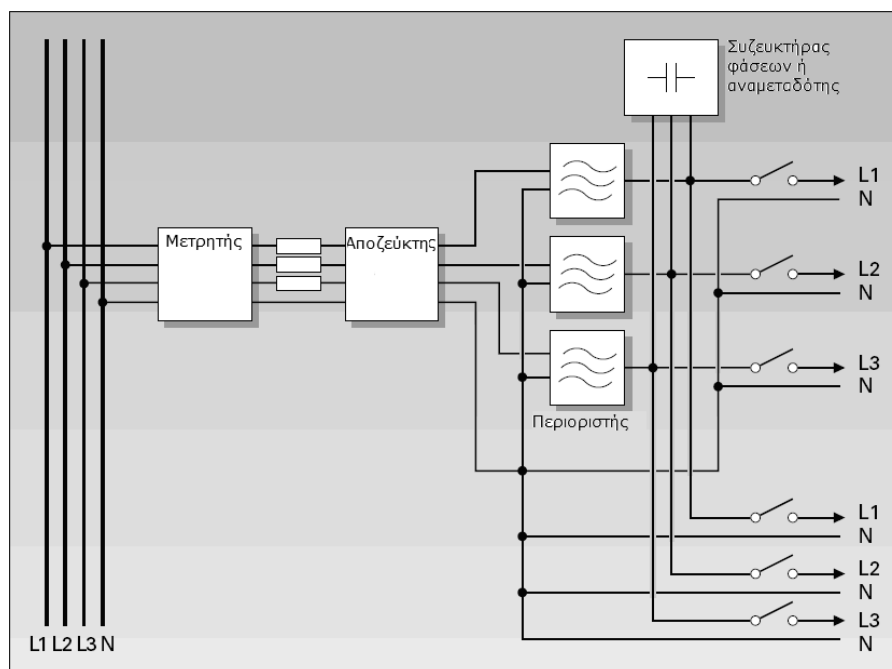 Συζευκτήρας
φάσεων ή
αναμεταδότης
L1
N
Μετρητής
Αποζεύκτης
L2
N
L3
N
Περιοριστής
L1
N
L2
N
L3
N
L1 L2 L3 N